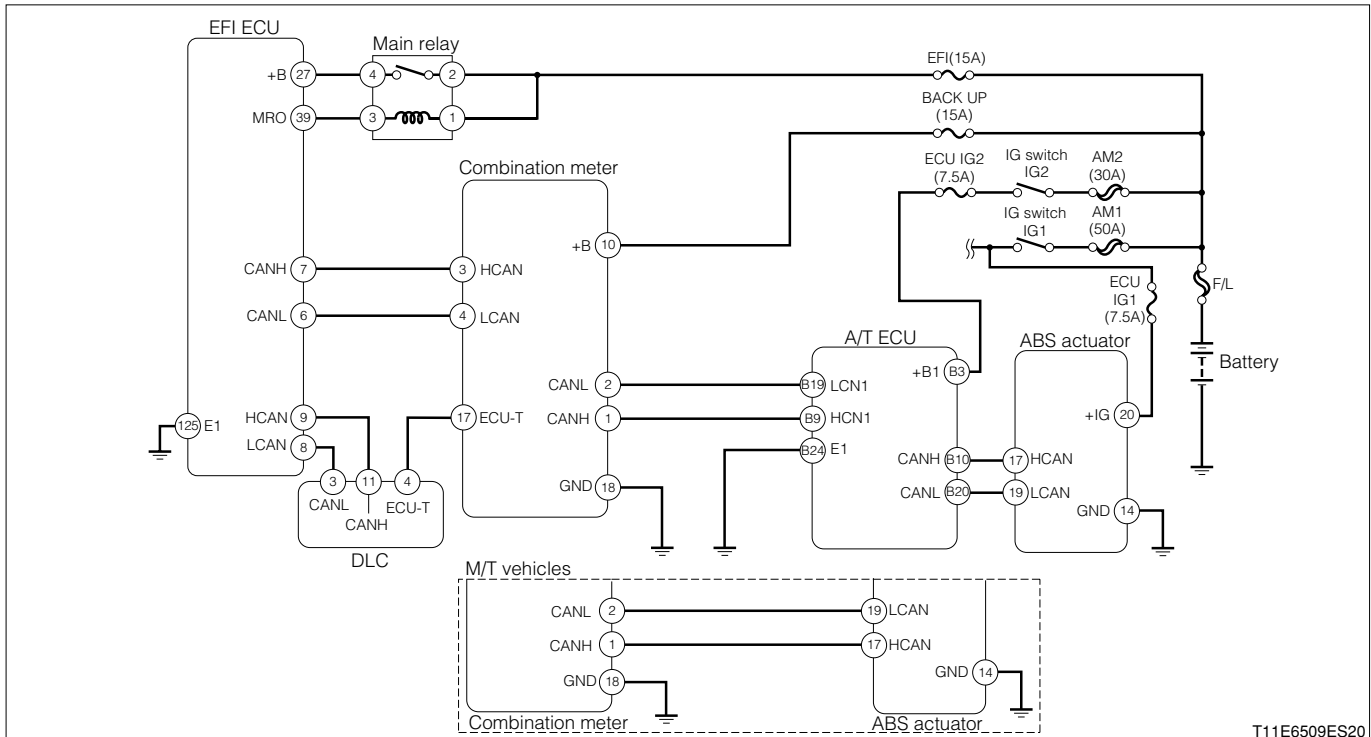 EFI ECU
Main relay
+B 27 4 2
MRO 39 3 1
EFI(15A)
BACK UP
(15A)
ECU IG2
(7.5A)
IG switch
IG2
AM2
(30A)
IG switch
IG1
AM1
(50A)
ECU
IG1
(7.5A)
F/L
Battery
Combination meter
+B 10
CANH 7 3 HCAN
CANL 6 4 LCAN
CANL 2
CANH 1
17 ECU-T
GND 18
HCAN 9
LCAN 8
125 E1
3 11 4
CANL ECU-T
CANH
DLC
A/T ECU
+B1 B3
B19 LCN1
B9 HCN1
B24 E1
CANH B10
CANL B20
ABS actuator
+IG 20
17 HCAN
19 LCAN
GND 14
M/T vehicles
CANL 2 19 LCAN
CANH 1 17 HCAN
GND 18 GND 14
Combination meter ABS actuator
T11E6509ES20